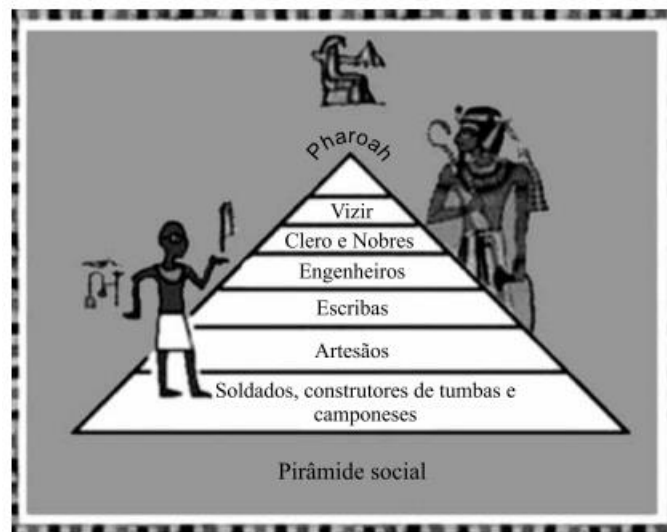 Pharoah
Vizir
Clero e Nobres
Engenheiros
Escribas
Artesãos
Soldados, construtores de tumbas e
camponeses
Pirâmide social